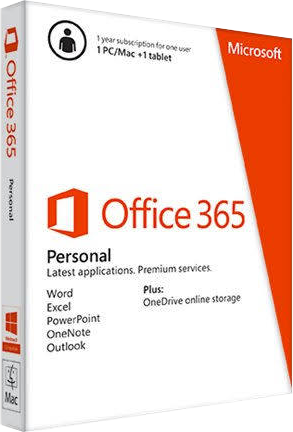 1 year subscription for one user
1 PC/Mac +1 tablet
Microsoft
Office 365
Personal
Office 365
Personal
Latest applications. Premium services.
Word
Excel
PowerPoint
OneNote
Outlook
Plus:
OneDrive online storage
Mac